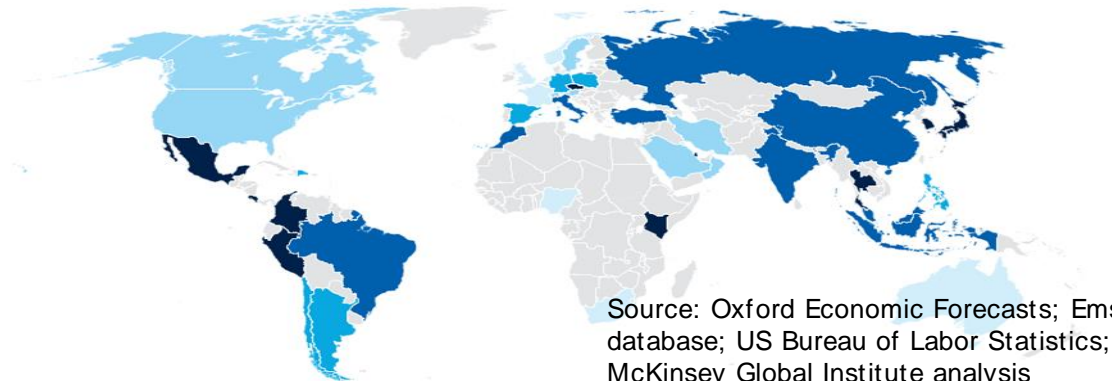 Source: Oxford Economic Forecasts; Ems
database; US Bureau of Labor Statistics;
McKinsey Global Institute analysis